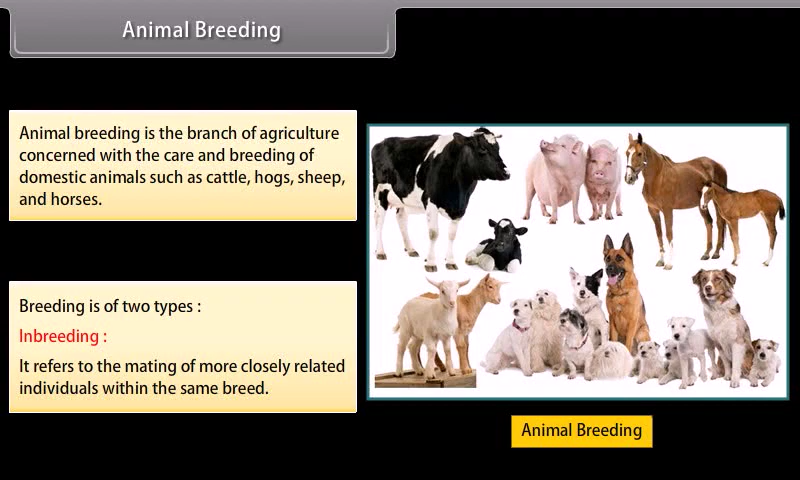 Animal Breeding
Animal breeding is the branch of agriculture
concerned with the care and breeding of
domestic animals such as cattle, hogs, sheep,
and horses.
Breeding is of two types :
Inbreeding :
It refers to the mating of more closely related
individuals within the same breed.
Animal Breeding